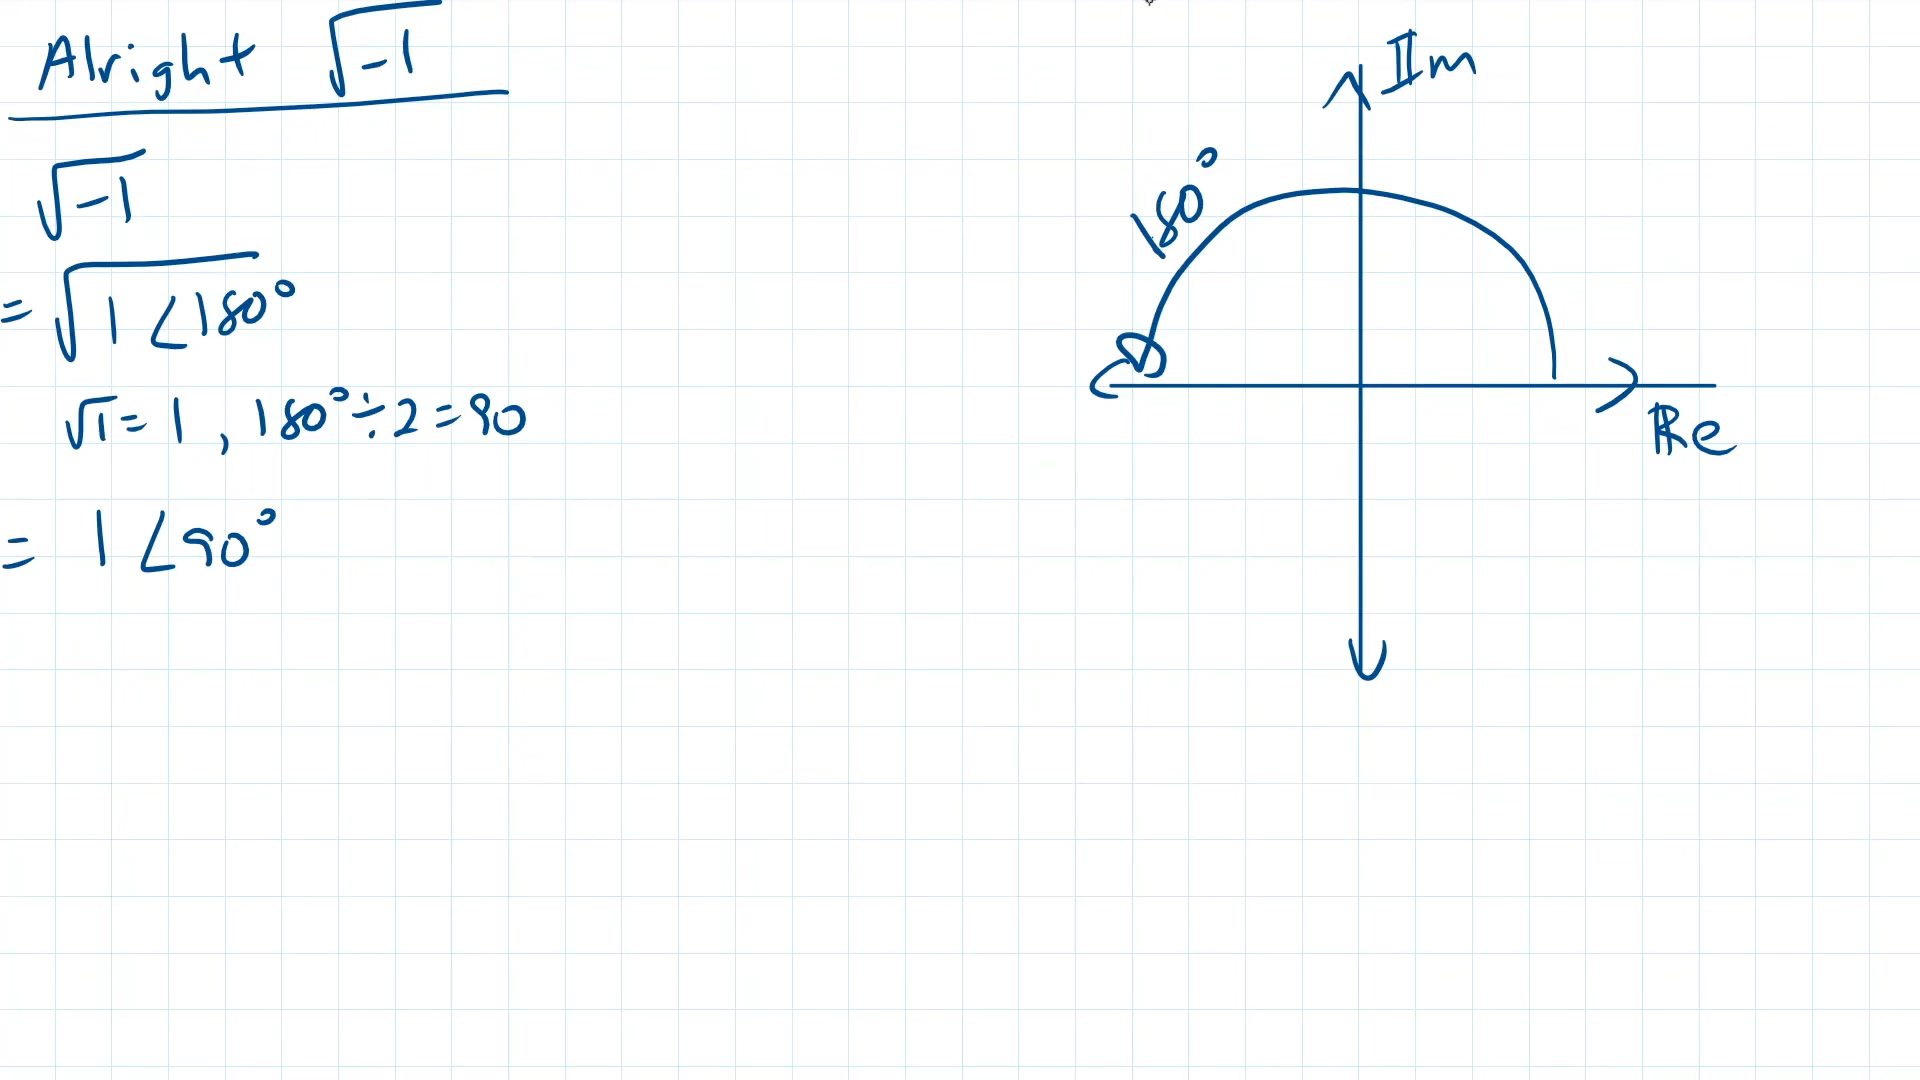 Alright √-1
√-1
= √1∠180°
√1 = 1 , 180° ÷ 2 = 90
= 1∠90°
Im
180°
Re